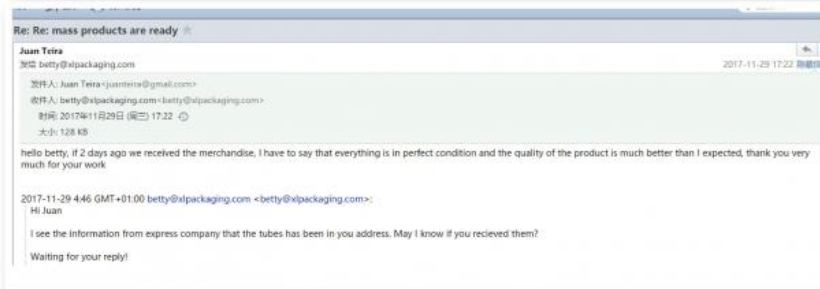 Re: Re: mass products are ready
Juan Teira
发给 betty@xlpackaging.com
2017-11-29 17:22
发件人: Juan Teira<juanteira@gmail.com>
收件人: betty@xlpackaging.com<betty@xlpackaging.com>
时间: 2017年11月29日 (周三) 17:22
大小: 128 KB
hello betty, if 2 days ago we received the merchandise, I have to say that everything is in perfect condition and the quality of the product is much better than I expected, thank you very
much for your work
2017-11-29 4:46 GMT+01:00 betty@xlpackaging.com <betty@xlpackaging.com>:
Hi Juan
I see the information from express company that the tubes has been in you address. May I know if you recieved them?
Waiting for your reply!